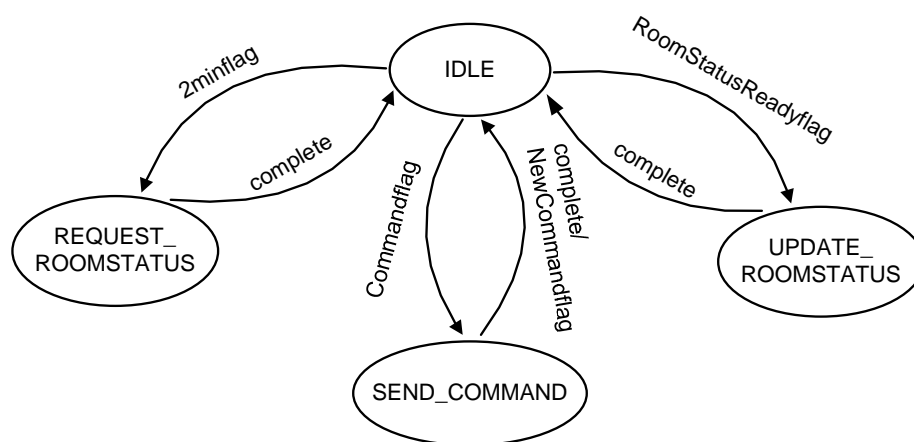 IDLE
2minflag
RoomStatusReadyflag
complete
Commandflag
complete/
NewCommandflag
complete
REQUEST_
ROOMSTATUS
UPDATE_
ROOMSTATUS
SEND_COMMAND